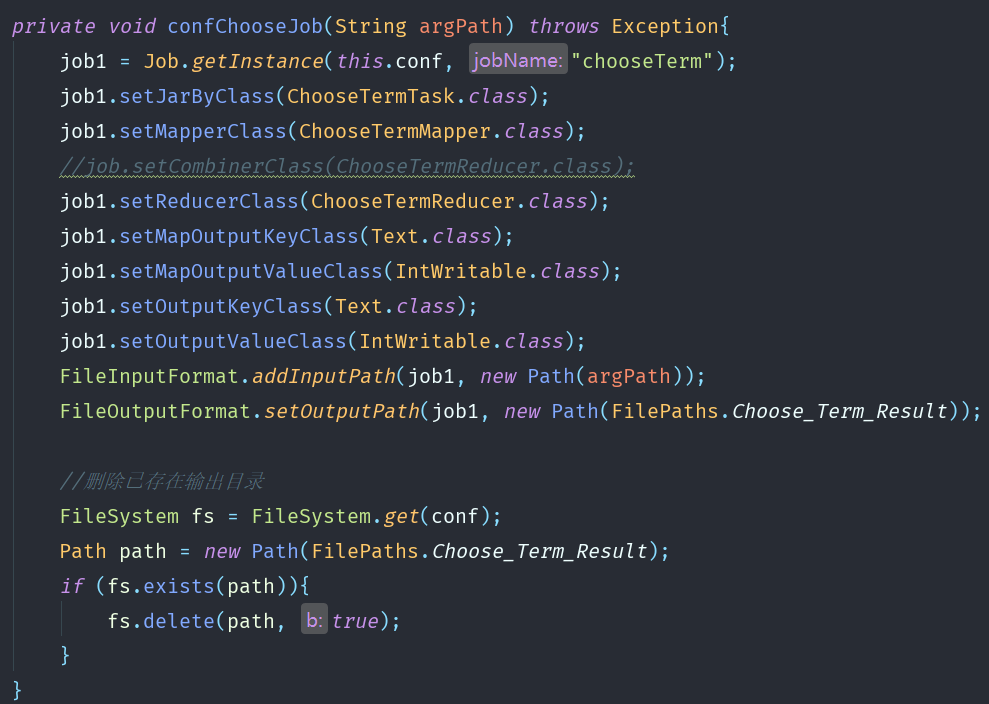 private void confChooseJob(String argPath) throws Exception{
    job1 = Job.getInstance(this.conf, jobName: "chooseTerm");
    job1.setJarByClass(ChooseTermTask.class);
    job1.setMapperClass(ChooseTermMapper.class);
    //job.setCombinerClass(ChooseTermReducer.class);
    job1.setReducerClass(ChooseTermReducer.class);
    job1.setMapOutputKeyClass(Text.class);
    job1.setMapOutputValueClass(IntWritable.class);
    job1.setOutputKeyClass(Text.class);
    job1.setOutputValueClass(IntWritable.class);
    FileInputFormat.addInputPath(job1, new Path(argPath));
    FileOutputFormat.setOutputPath(job1, new Path(FilePaths.Choose_Term_Result));

    //删除已存在输出目录
    FileSystem fs = FileSystem.get(conf);
    Path path = new Path(FilePaths.Choose_Term_Result);
    if (fs.exists(path)){
        fs.delete(path, b: true);
    }
}